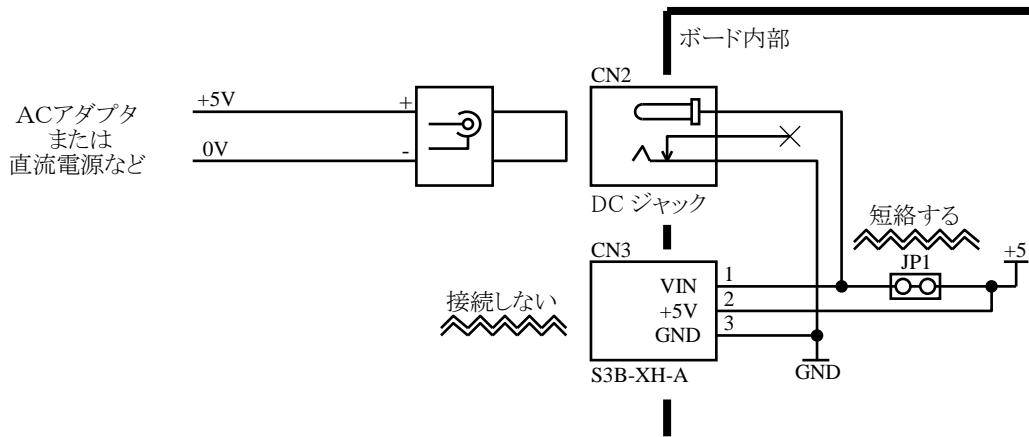 ボード内部
CN2
ACアダプタ
または
直流電源など
+5V
+
0V
-
DC ジャック
短絡する
CN3
JP1
+5
接続しない
VIN
1
+5V
2
GND
3
S3B-XH-A
GND